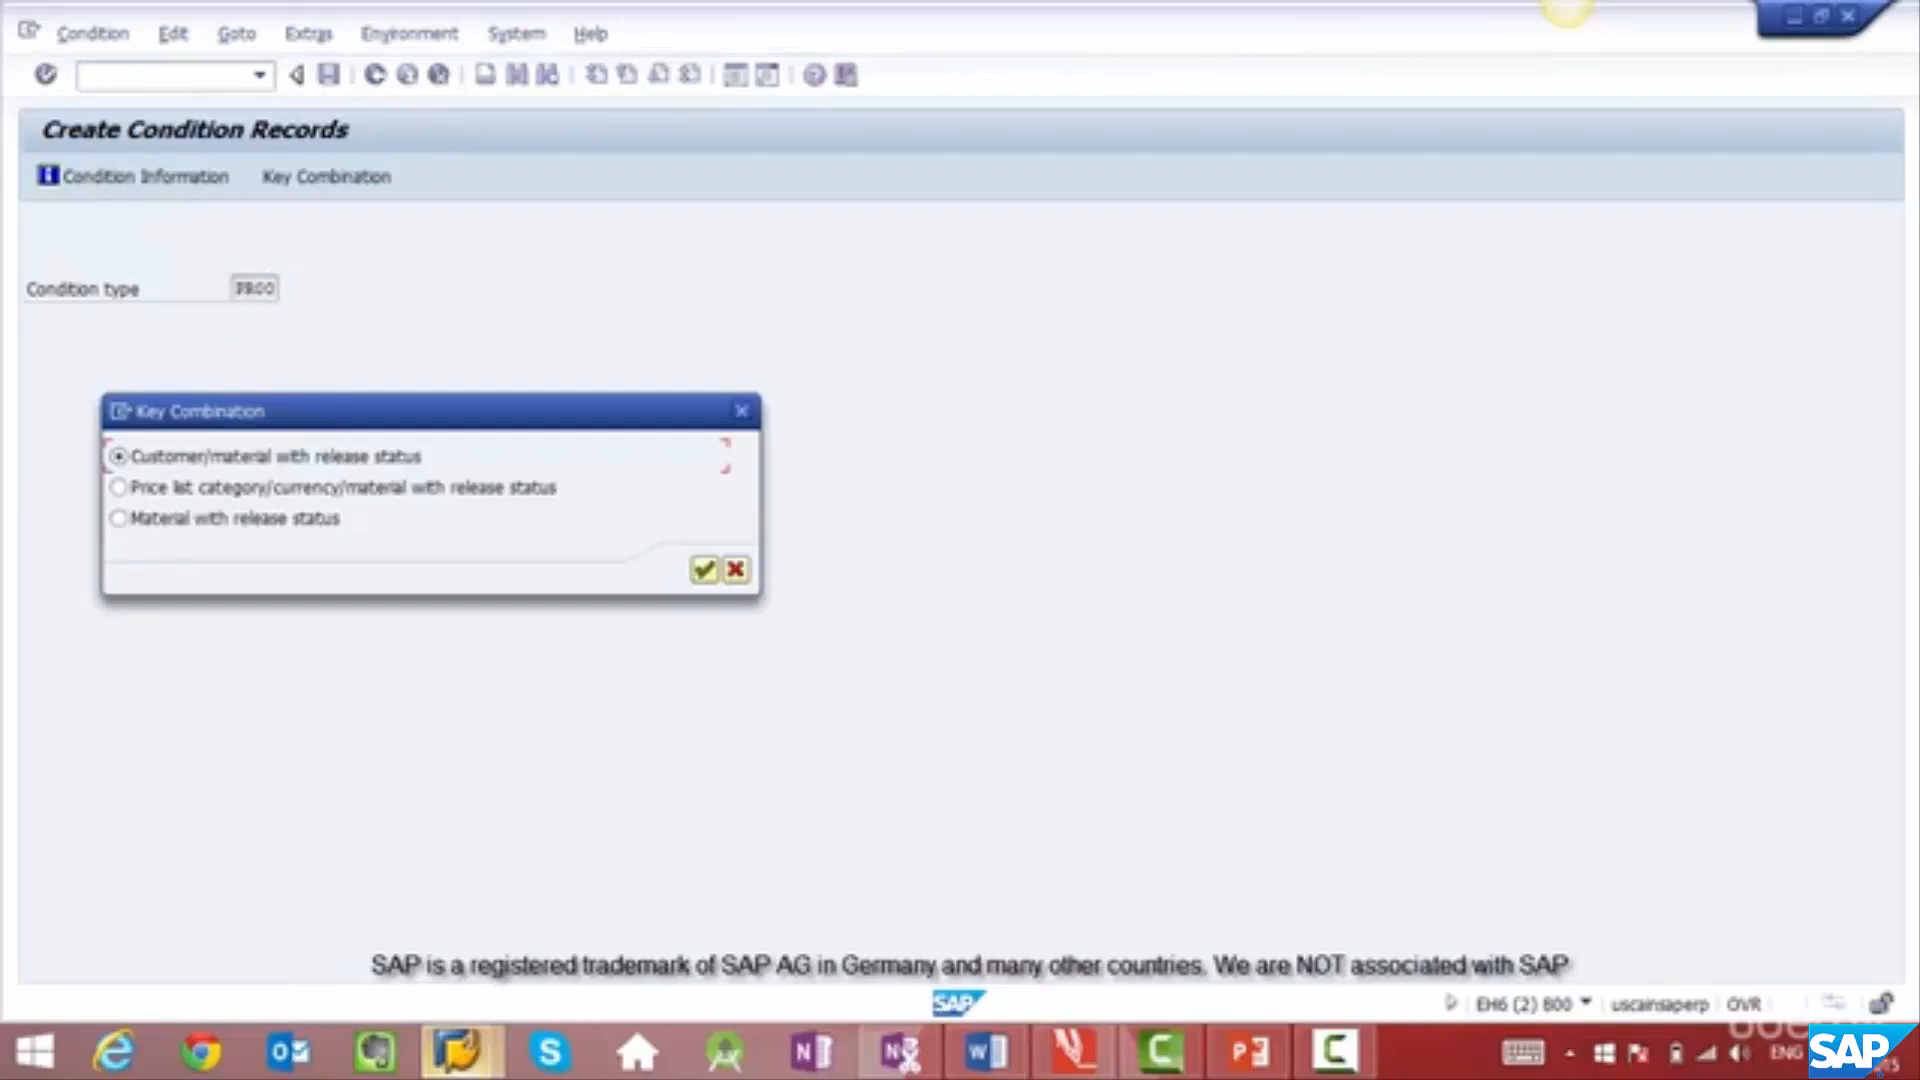 Condition Edit Goto Extras Environment System Help
Create Condition Records
Condition Information Key Combination
Condition type PR00
Key Combination
Customer/material with release status
Price list category/currency/material with release status
Material with release status
SAP is a registered trademark of SAP AG in Germany and many other countries. We are NOT associated with SAP
SAP
EH6 (2) 800 uscainsaperp OVR
ENG
SAP